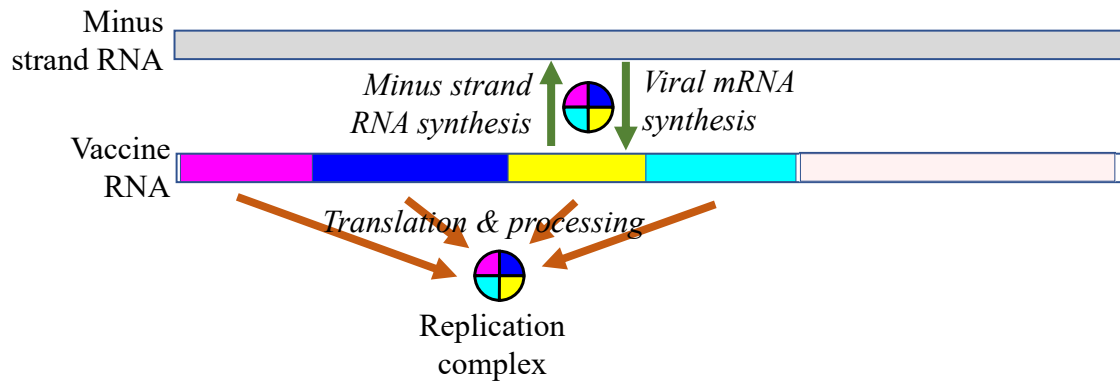 Minus
strand RNA
Minus strand
RNA synthesis
Viral mRNA
synthesis
Vaccine
RNA
Translation & processing
Replication
complex